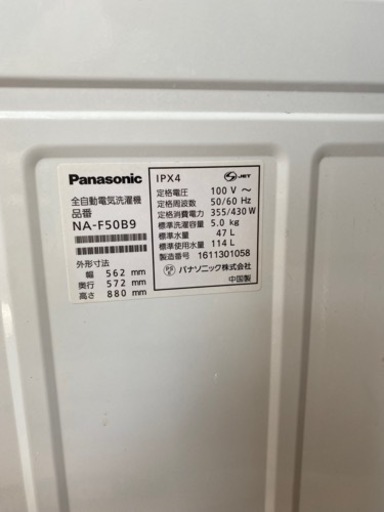 Panasonic
全自動電気洗濯機
品番
NA-F50B9
外形寸法
幅 562 mm
奥行 572 mm
高さ 880 mm
IPX4
JET
定格電圧 100 V ～
定格周波数 50/60 Hz
定格消費電力 355/430 W
標準洗濯容量 5.0 kg
標準水量 47 L
標準使用水量 114 L
製造番号 1611301058
パナソニック株式会社
中国製